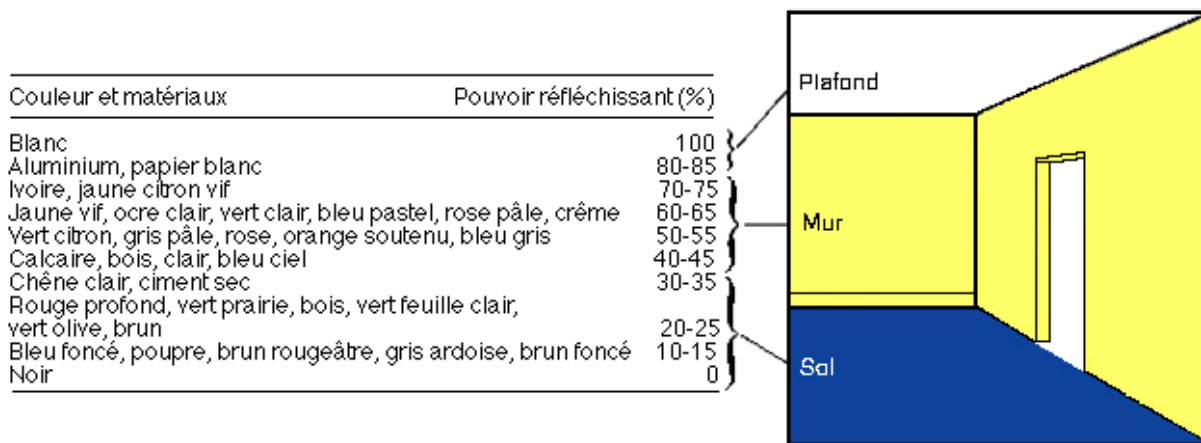 Couleur et matériaux Pouvoir réfléchissant (%)
Blanc 100
Aluminium, papier blanc 80-85
Ivoire, jaune citron vif 70-75
Jaune vif, ocre clair, vert clair, bleu pastel, rose pâle, crême 60-65
Vert citron, gris pâle, rose, orange soutenu, bleu gris 50-55
Calcaire, bois, clair, bleu ciel 40-45
Chêne clair, ciment sec 30-35
Rouge profond, vert prairie, bois, vert feuille clair,
vert olive, brun 20-25
Bleu foncé, poupre, brun rougeâtre, gris ardoise, brun foncé 10-15
Noir 0
Plafond
Mur
Sol